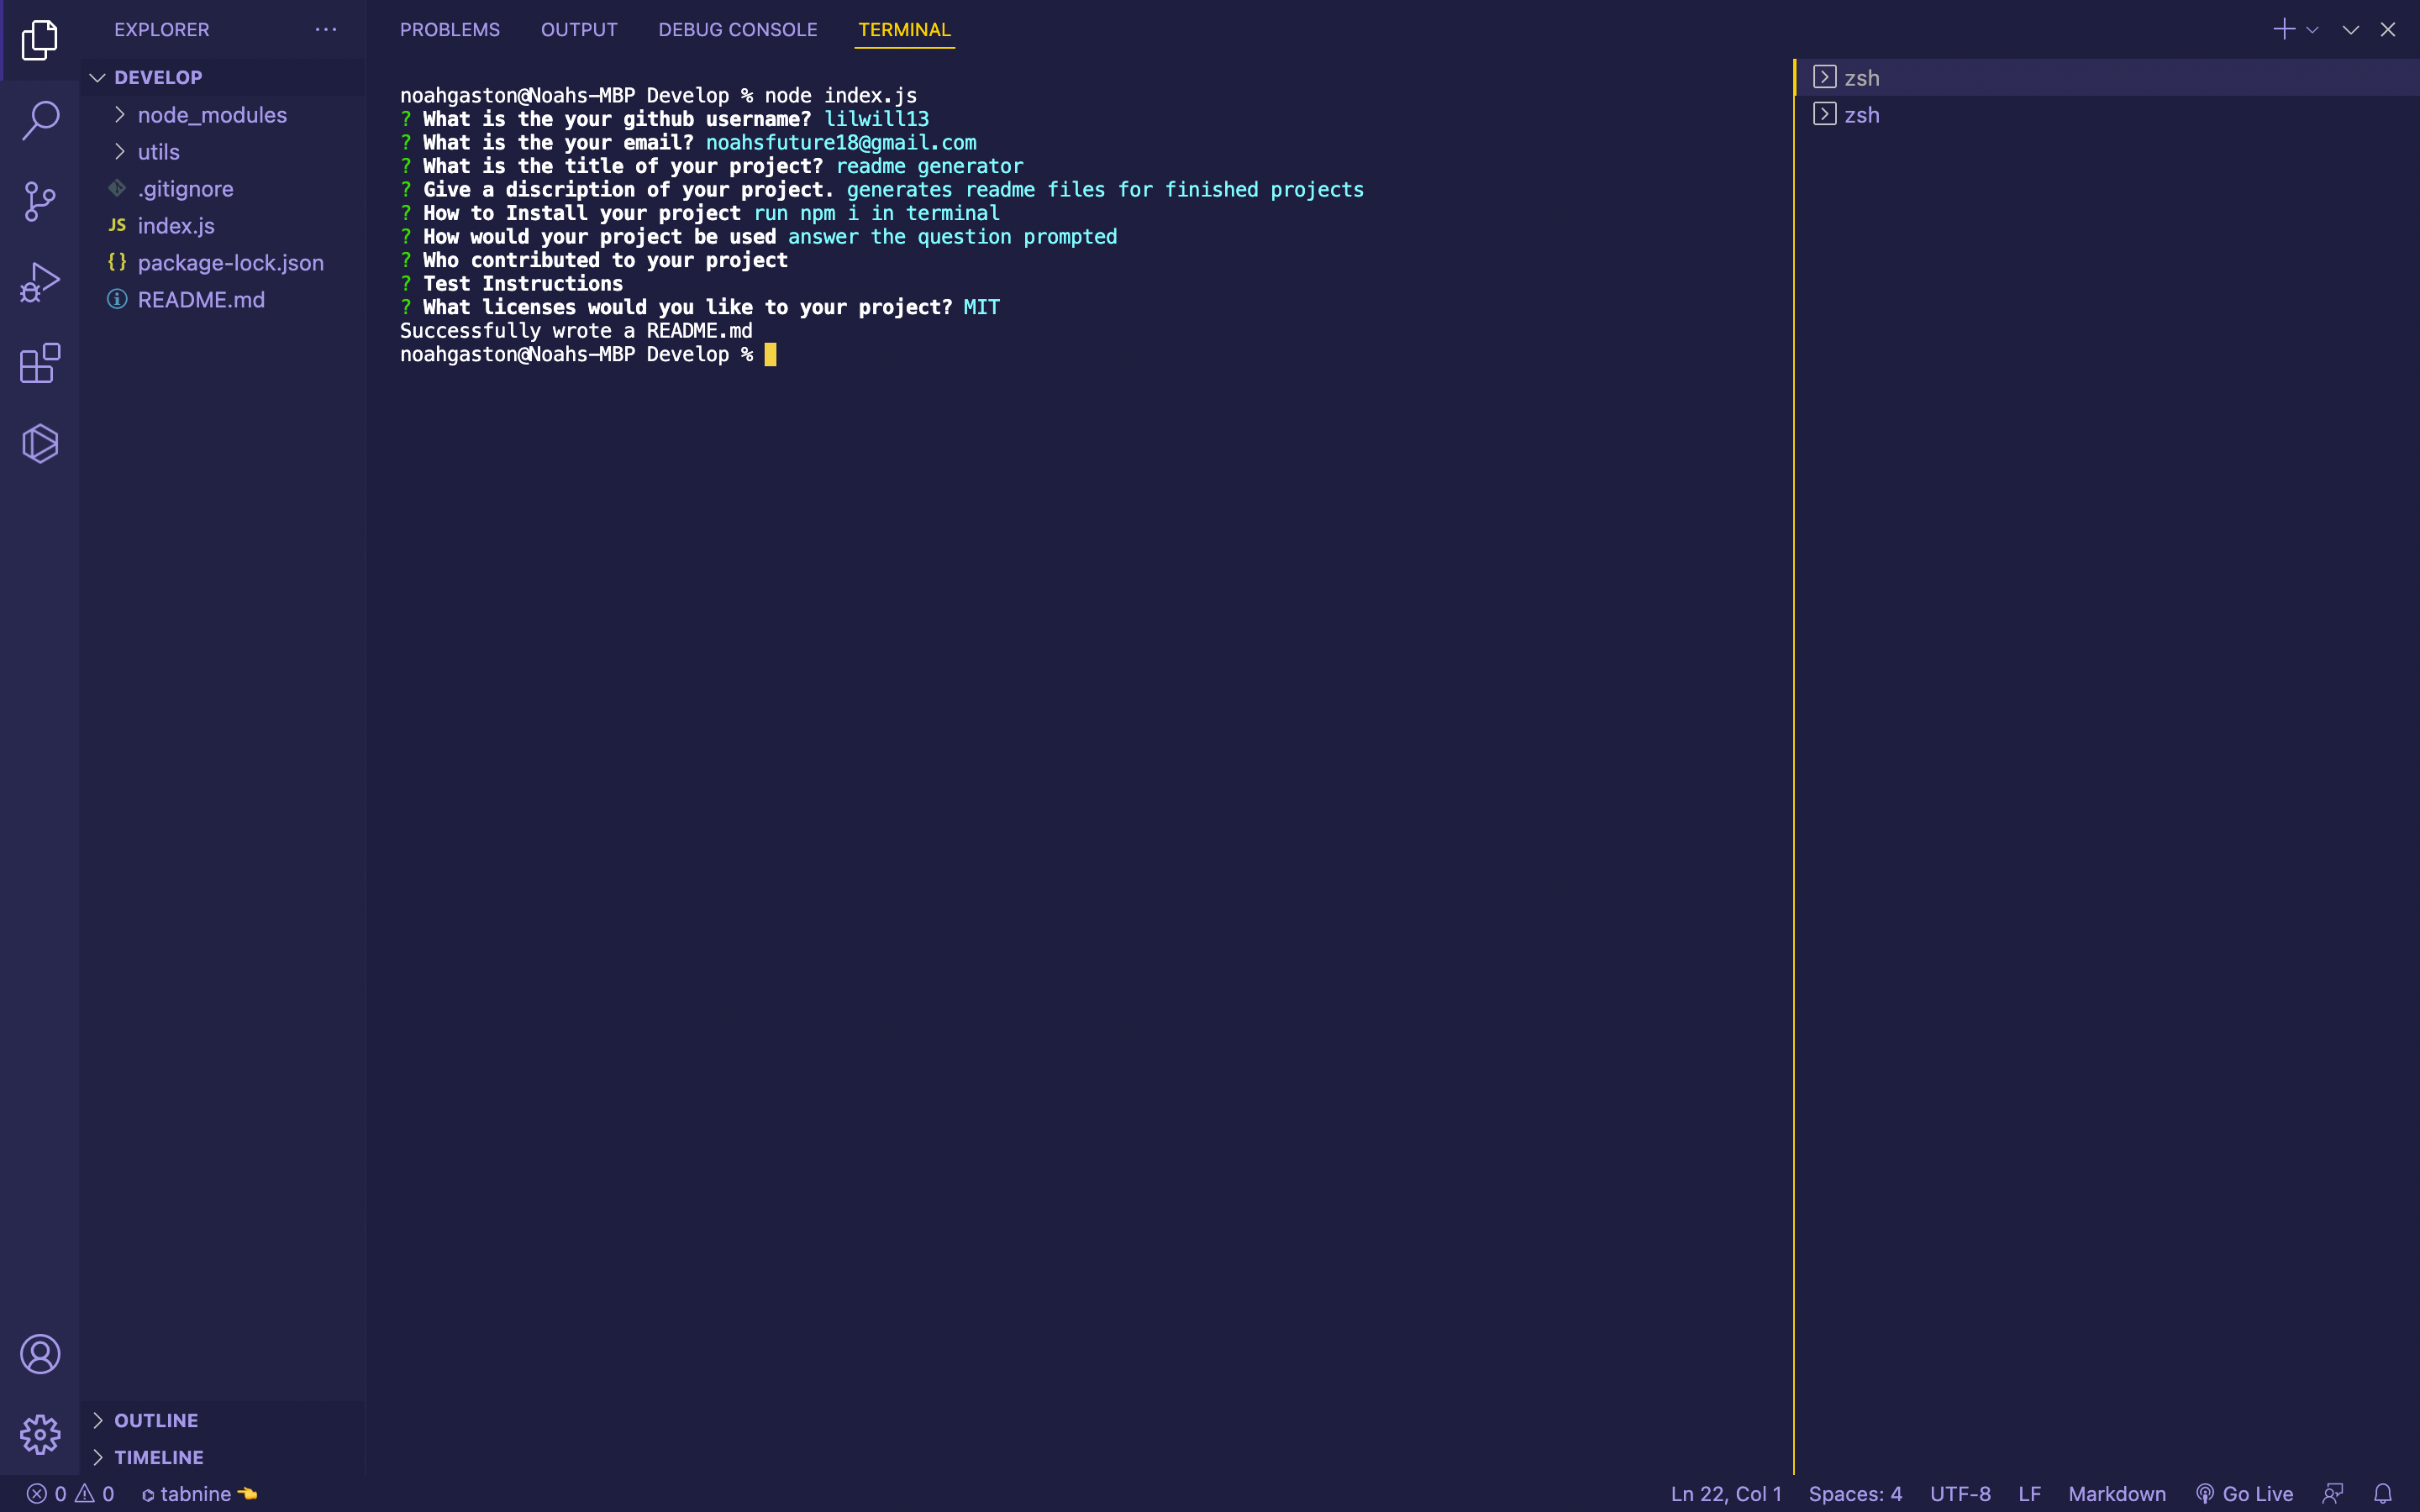 EXPLORER
DEVELOP
node_modules
utils
.gitignore
JS index.js
{} package-lock.json
README.md
OUTLINE
TIMELINE
PROBLEMS OUTPUT DEBUG CONSOLE TERMINAL
noahgaston@Noahs-MBP Develop % node index.js
? What is the your github username? lilwill13
? What is the your email? noahsfuture18@gmail.com
? What is the title of your project? readme generator
? Give a discription of your project. generates readme files for finished projects
? How to Install your project run npm i in terminal
? How would your project be used answer the question prompted
? Who contributed to your project
? Test Instructions
? What licenses would you like to your project? MIT
Successfully wrote a README.md
noahgaston@Noahs-MBP Develop %
zsh
zsh
0 0 tabnine Ln 22, Col 1 Spaces: 4 UTF-8 LF Markdown Go Live